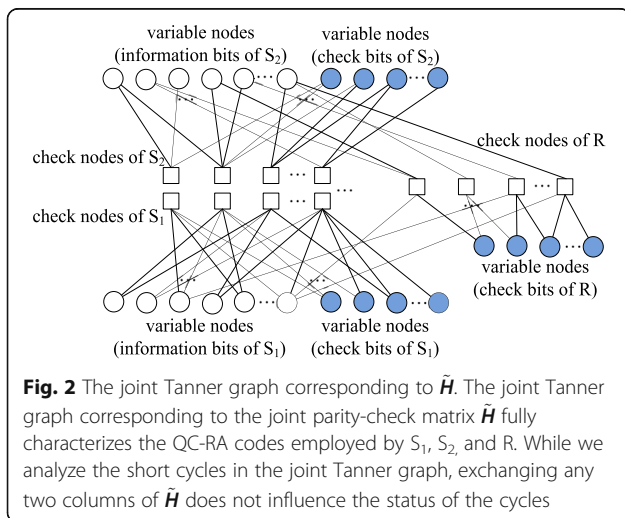 variable nodes
(information bits of S₂)
variable nodes
(check bits of S₂)
check nodes of R
check nodes of S₂
check nodes of S₁
variable nodes
(check bits of R)
variable nodes
(information bits of S₁)
variable nodes
(check bits of S₁)
Fig. 2 The joint Tanner graph corresponding to H̃. The joint Tanner
graph corresponding to the joint parity-check matrix H̃ fully
characterizes the QC-RA codes employed by S₁, S₂, and R. While we
analyze the short cycles in the joint Tanner graph, exchanging any
two columns of H̃ does not influence the status of the cycles